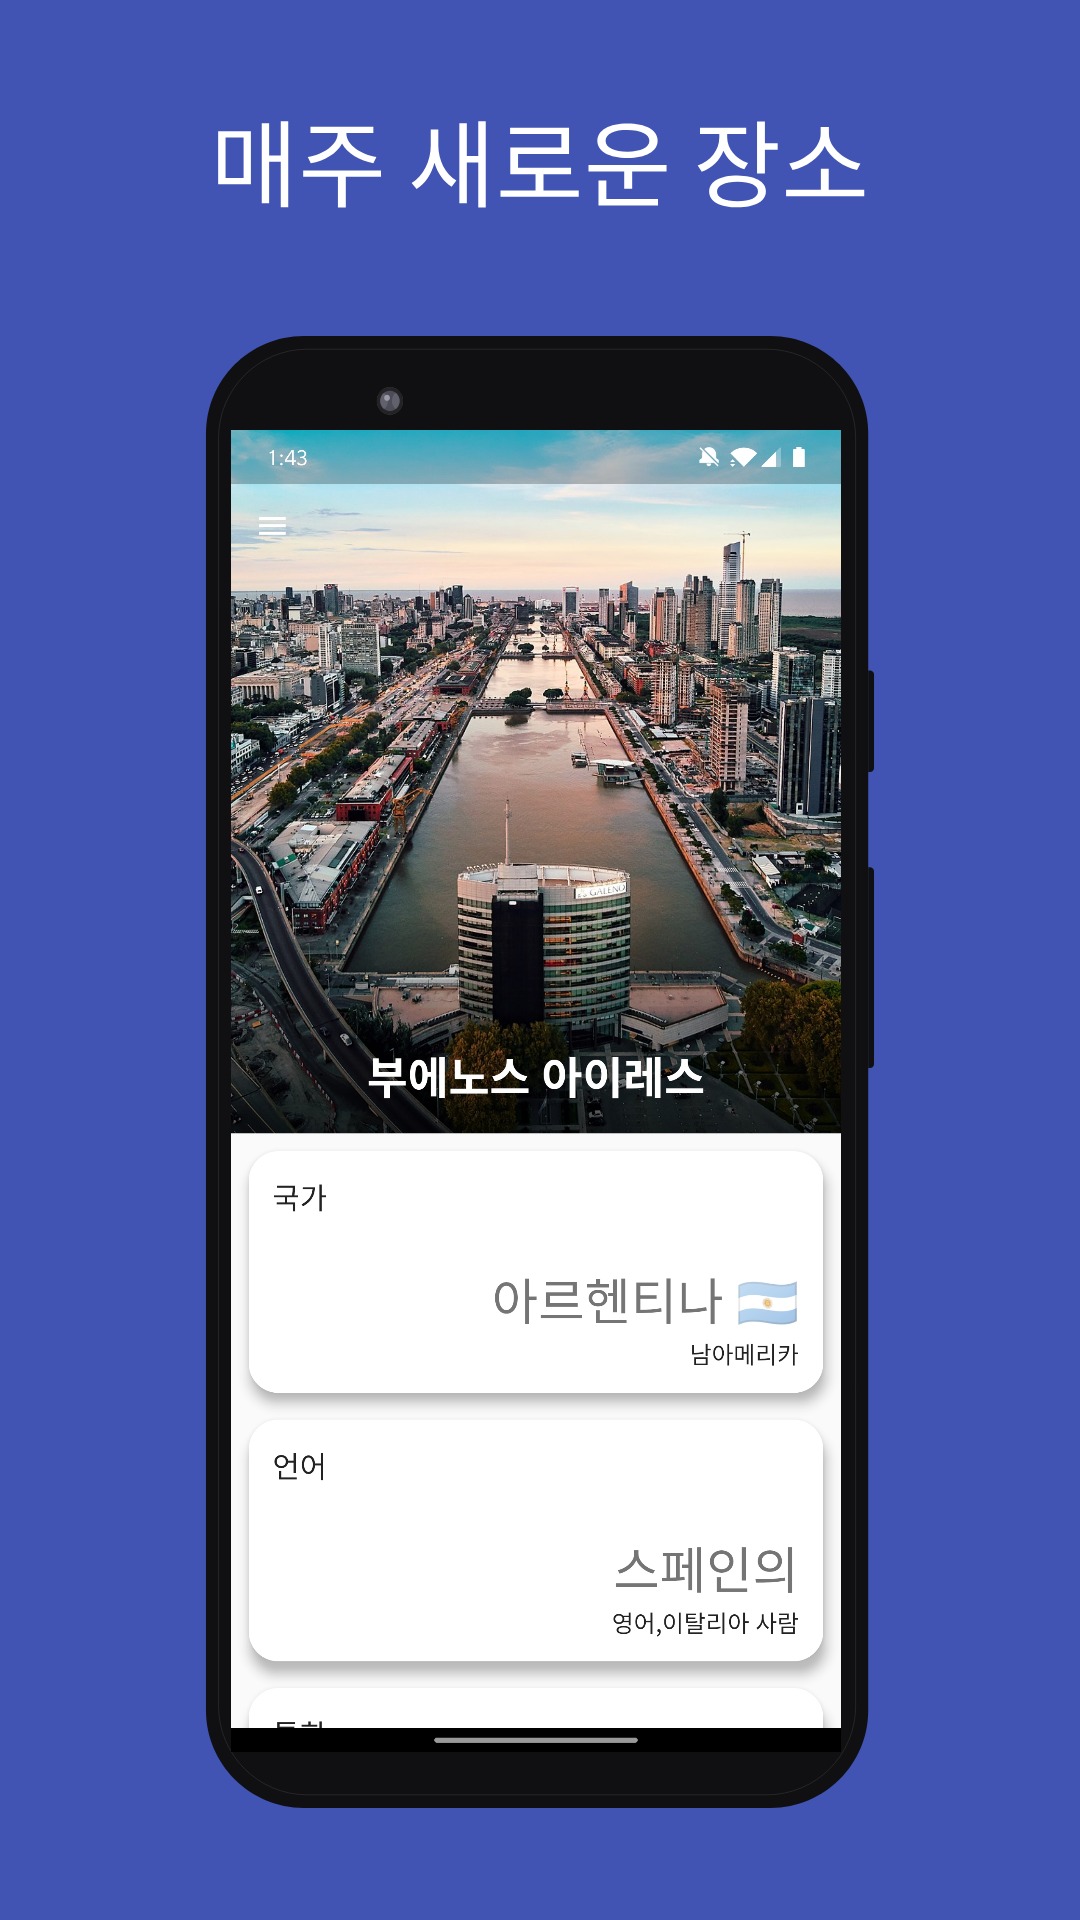 매주 새로운 장소
1:43
GALENO
부에노스 아이레스
국가
아르헨티나 🇦🇷
남아메리카
언어
스페인의
영어,이탈리아 사람